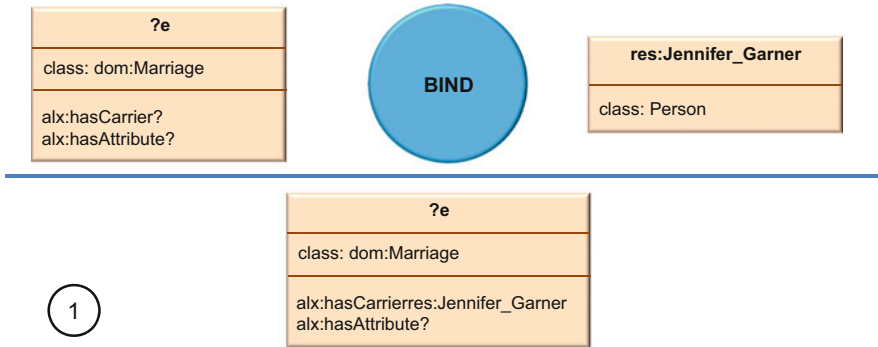 ?e
class: dom:Marriage
alx:hasCarrier?
alx:hasAttribute?
BIND
res:Jennifer_Garner
class: Person
?e
class: dom:Marriage
alx:hasCarrierres:Jennifer_Garner
alx:hasAttribute?
1